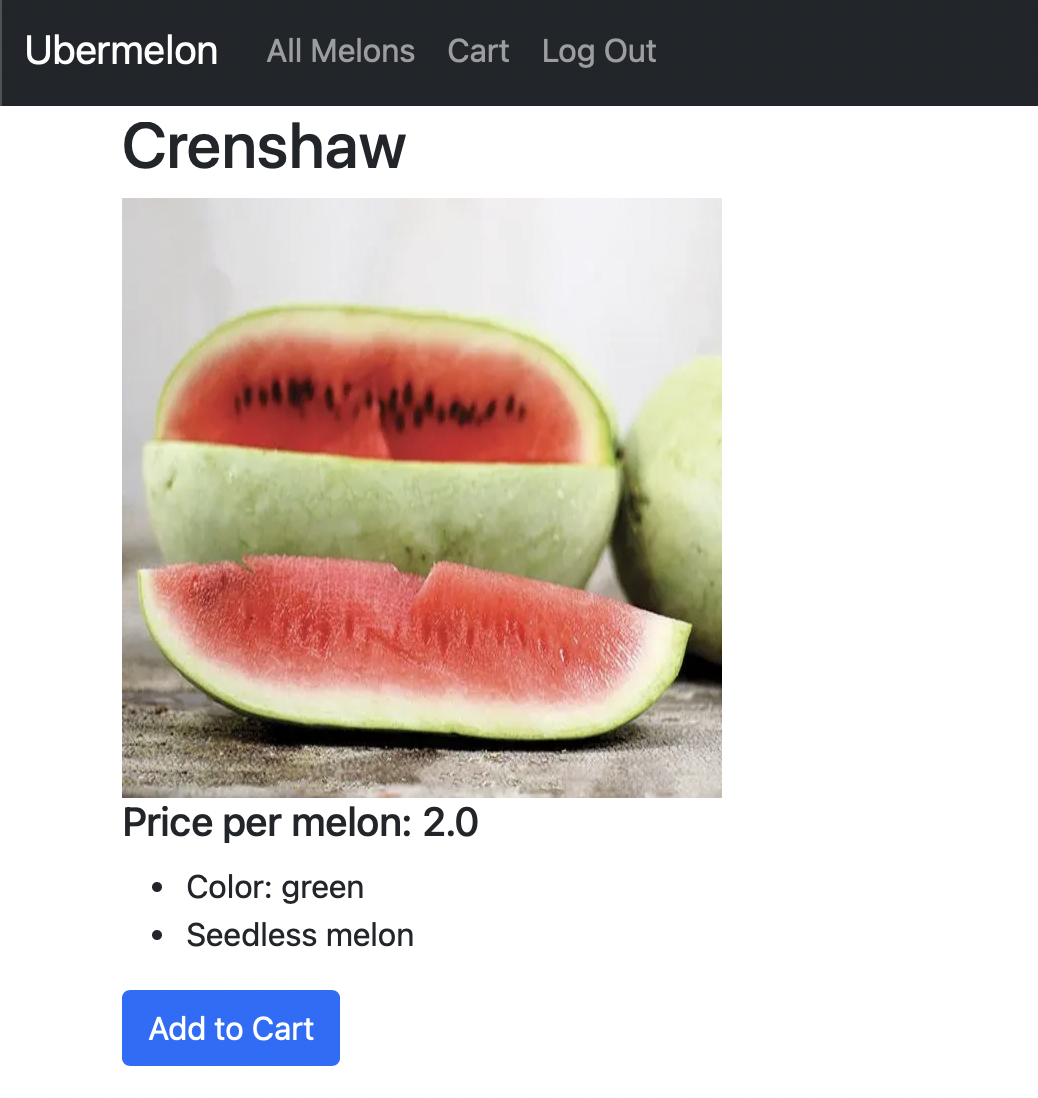 Ubermelon All Melons Cart Log Out
Crenshaw
Price per melon: 2.0
Color: green
Seedless melon
Add to Cart